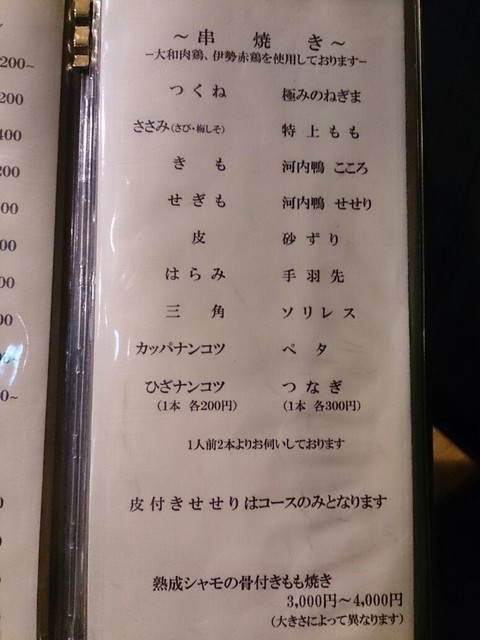 ～串 焼 き～
－大和肉鶏、伊勢赤鶏を使用しております－
つくね 極みのねぎま
ささみ(さび・梅しそ) 特上もも
きも 河内鴨 こころ
せぎも 河内鴨 せせり
皮 砂ずり
はらみ 手羽先
三角 ソリレス
カッパナンコツ ペタ
ひざナンコツ つなぎ
(1本 各200円) (1本 各300円)
1人前2本よりお伺いしております
皮付きせせりはコースのみとなります
熟成シャモの骨付きもも焼き
3,000円～4,000円
(大きさによって異なります)
200~
200
400
200
00
00
00
00
0~